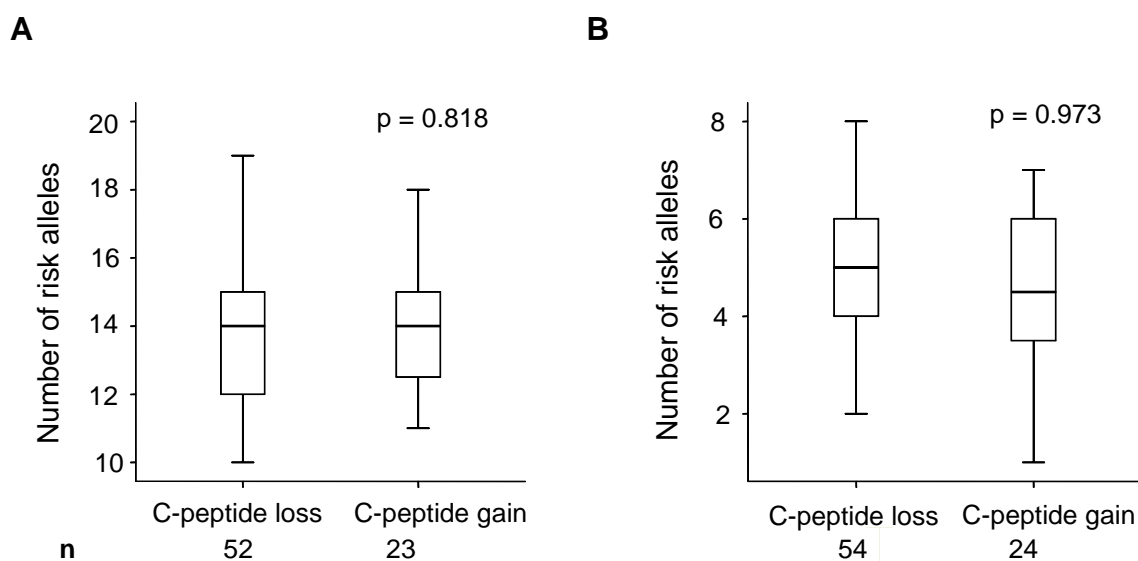 A
Number of risk alleles
20
18
16
14
12
10
p = 0.818
C-peptide loss C-peptide gain
n 52 23
B
Number of risk alleles
8
6
4
2
p = 0.973
C-peptide loss C-peptide gain
54 24